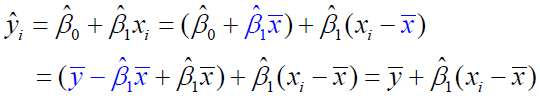 ŷᵢ = β̂₀ + β̂₁xᵢ = (β̂₀ + β̂₁x̄) + β̂₁(xᵢ − x̄)
= (ȳ − β̂₁x̄ + β̂₁x̄) + β̂₁(xᵢ − x̄) = ȳ + β̂₁(xᵢ − x̄)